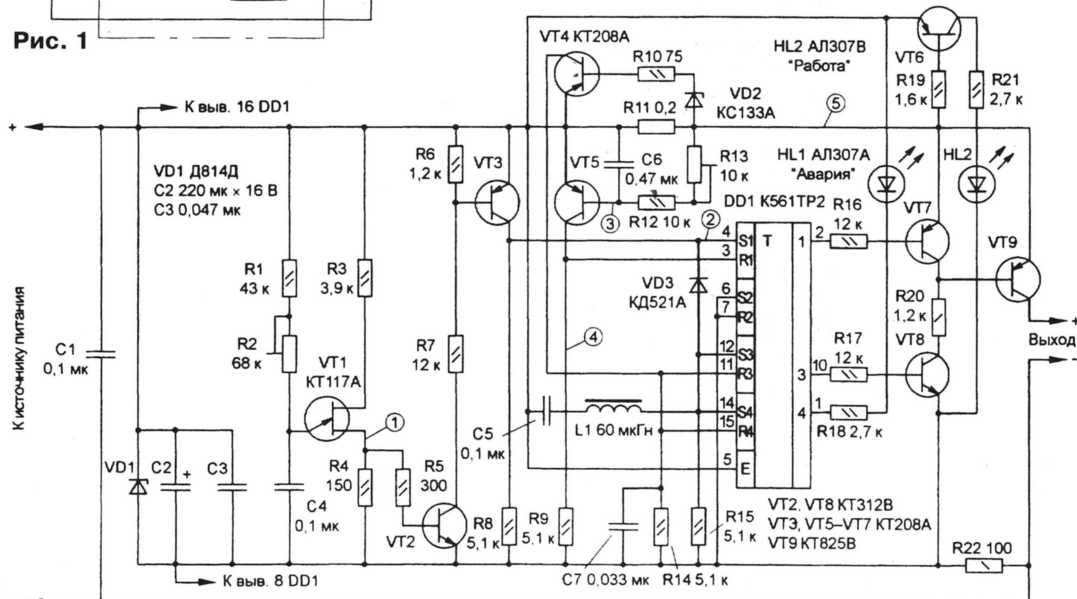 Рис. 1
К выв. 16 DD1
+
VD1 Д814Д
C2 220 мк × 16 В
C3 0,047 мк
К источнику питания
C1
0,1 мк
VD1
C2
+
C3
К выв. 8 DD1
R1
43 к
R2
68 к
R3
3,9 к
VT1
КТ117А
1
C4
0,1 мк
R4
150
R5
300
VT2
R6
1,2 к
R7
12 к
VT3
R8
5,1 к
R9
5,1 к
VT4 КТ208А
R10 75
R11 0,2
VD2
КС133А
VT5
C6
0,47 мк
R13
10 к
3
R12 10 к
2
4
5
VD3
КД521А
C5
0,1 мк
L1 60 мкГн
C7 0,033 мк
R14 5,1 к
R15
5,1 к
DD1 К561ТР2
4 S1 T 1 2
3 R1
6 S2
7 R2
12 S3
11 R3 3 10
14 S4 4 1
15 R4
5 E
R16
12 к
R17
12 к
R18 2,7 к
HL2 АЛ307В
"Работа"
HL1 АЛ307А
"Авария"
VT6
R19
1,6 к
R21
2,7 к
HL2
VT7
R20
1,2 к
VT8
VT9
+
Выход
–
VT2, VT8 КТ312В
VT3, VT5–VT7 КТ208А
VT9 КТ825В
R22 100